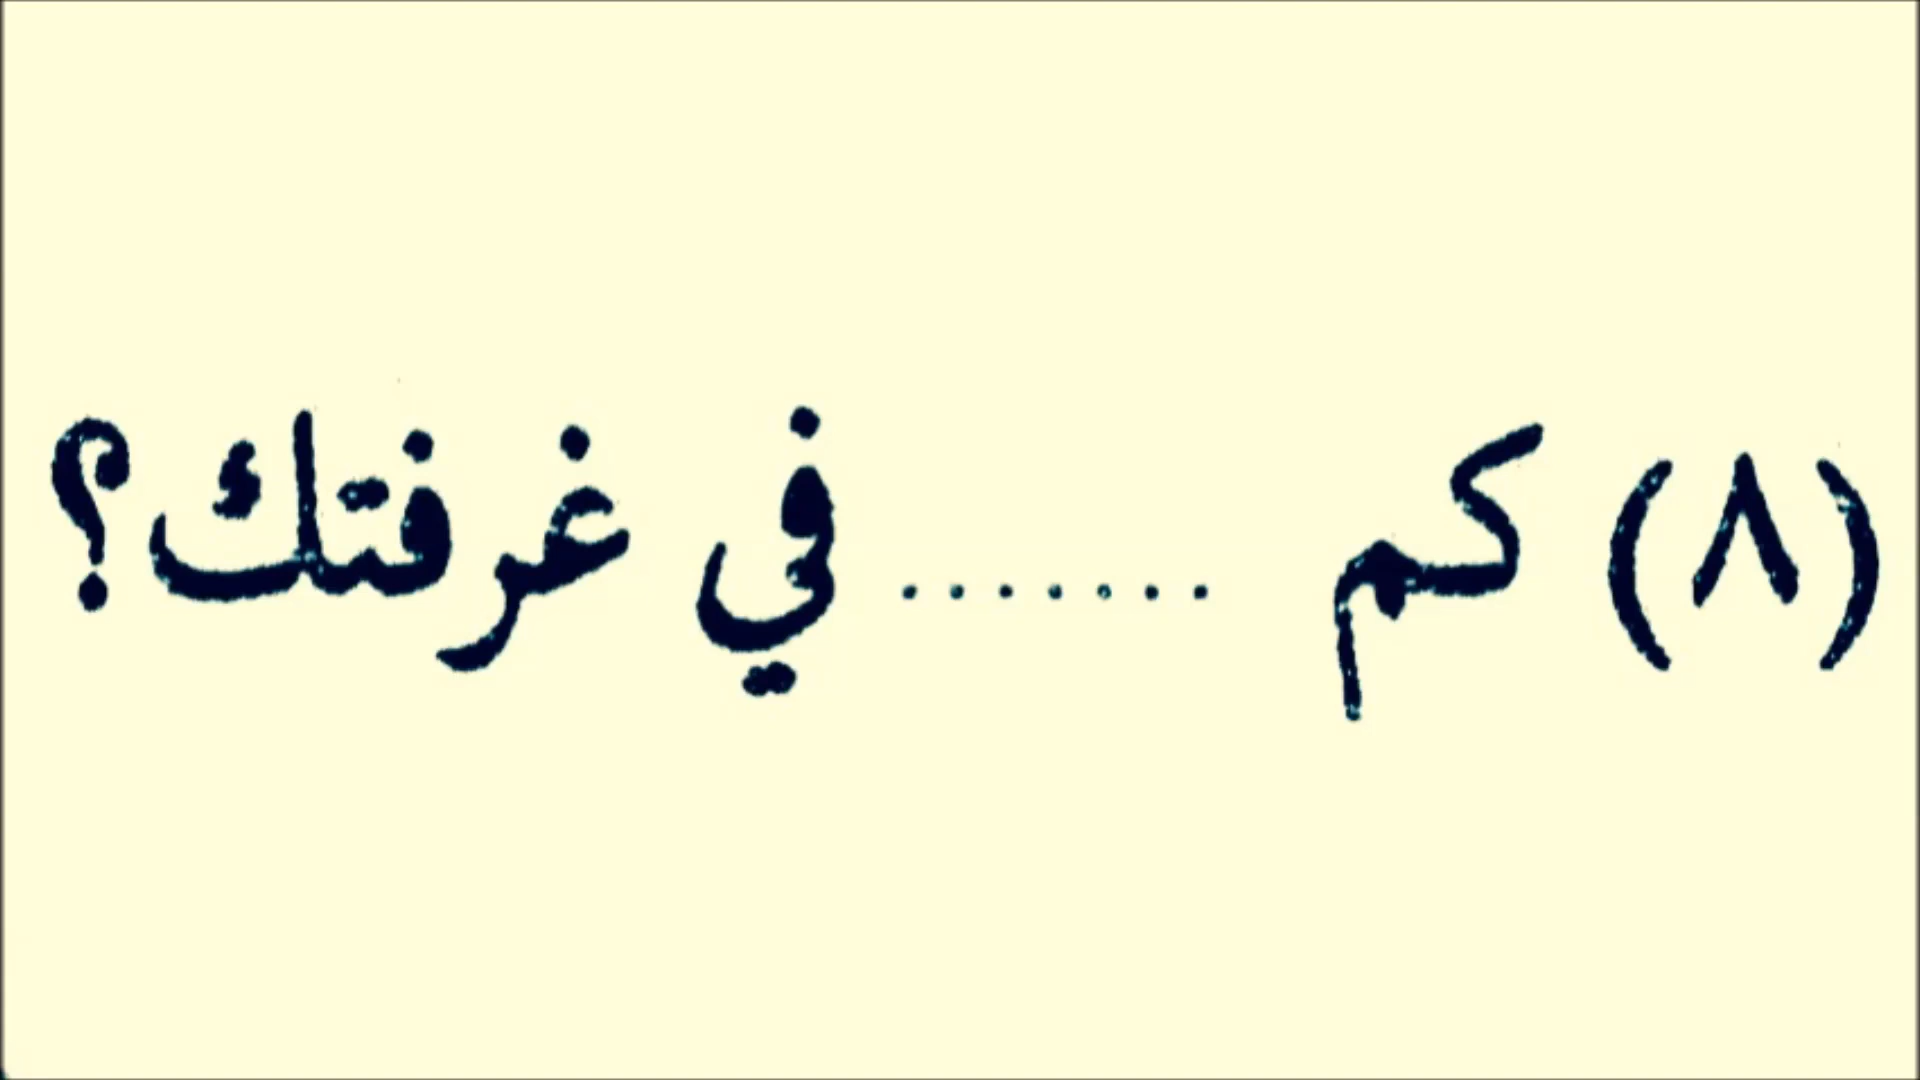 (٨) كم ....... في غرفتك؟